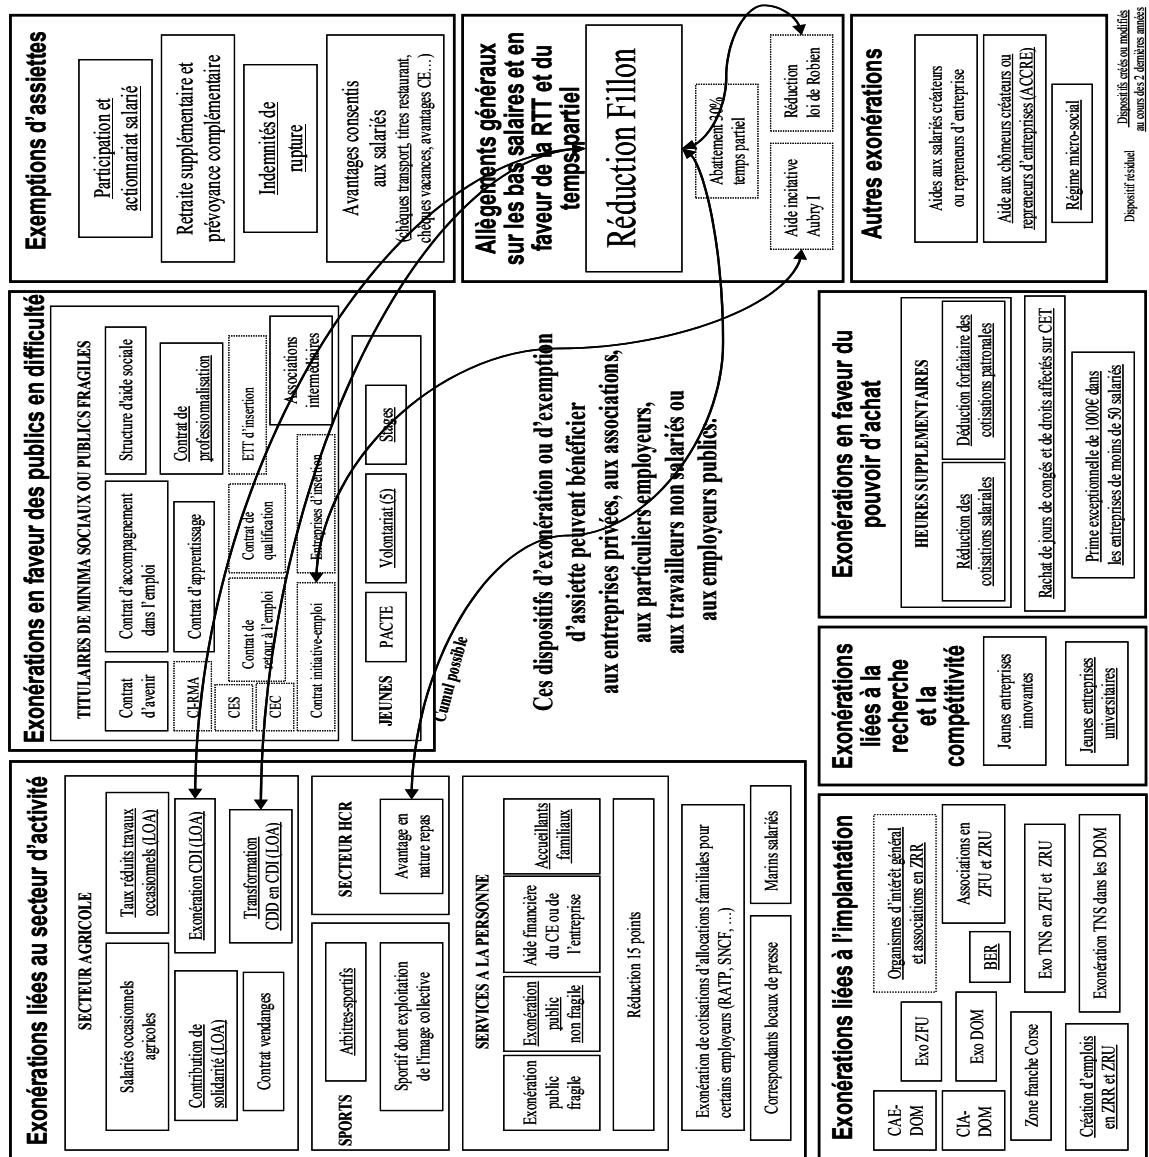 Exonérations liées au secteur d'activité
SECTEUR AGRICOLE
Salariés occasionnels
agricoles
Taux réduits travaux
occasionnels (LOA)
Contribution de
solidarité (LOA)
Exonération CDI (LOA)
Contrat vendanges
Transformation
CDD en CDI (LOA)
SPORTS
Arbitres-sportifs
Sportif dont exploitation
de l'image collective
SECTEUR HCR
Avantage en
nature repas
SERVICES A LA PERSONNE
Exonération
public
fragile
Exonération
public
non fragile
Aide financière
du CE ou de
l'entreprise
Accueillants
familiaux
Réduction 15 points
Exonération de cotisations d'allocations familiales pour
certains employeurs (RATP, SNCF, …)
Correspondants locaux de presse
Marins salariés
Exonérations en faveur des publics en difficulté
TITULAIRES DE MINIMA SOCIAUX OU PUBLICS FRAGILES
Contrat
d'avenir
Contrat d'accompagnement
dans l'emploi
Structure d'aide sociale
CI-RMA
Contrat d'apprentissage
Contrat de
professionnalisation
CES
Contrat de
retour à l'emploi
Contrat de
qualification
ETT d'insertion
CEC
Contrat initiative-emploi
Entreprises d'insertion
Associations
intermédiaires
JEUNES
PACTE
Volontariat (5)
Stages
Cumul possible
Ces dispositifs d'exonération ou d'exemption
d'assiette peuvent bénéficier
aux entreprises privées, aux associations,
aux particuliers employeurs,
aux travailleurs non salariés ou
aux employeurs publics.
Exemptions d'assiettes
Participation et
actionnariat salarié
Retraite supplémentaire et
prévoyance complémentaire
Indemnités de
rupture
Avantages consentis
aux salariés
(chèques transport, titres restaurant,
chèques vacances, avantages CE…)
Allègements généraux
sur les bas salaires et en
faveur de la RTT et du
temps partiel
Réduction Fillon
Abattement 30%
temps partiel
Aide incitative
Aubry I
Réduction
loi de Robien
Autres exonérations
Aides aux salariés créateurs
ou repreneurs d'entreprise
Aide aux chômeurs créateurs ou
repreneurs d'entreprises (ACCRE)
Régime micro-social
Exonérations liées à l'implantation
CAE-
DOM
Exo ZFU
Organismes d'intérêt général
et associations en ZRR
CIA-
DOM
Exo DOM
BER
Associations en
ZFU et ZRU
Zone franche Corse
Exo TNS en ZFU et ZRU
Création d'emplois
en ZRR et ZRU
Exonération TNS dans les DOM
Exonérations
liées à la
recherche
et la
compétitivité
Jeunes entreprises
innovantes
Jeunes entreprises
universitaires
Exonérations en faveur du
pouvoir d'achat
HEURES SUPPLEMENTAIRES
Réduction des
cotisations salariales
Déduction forfaitaire des
cotisations patronales
Rachat de jours de congés et de droits affectés sur CET
Prime exceptionnelle de 1000€ dans
les entreprises de moins de 50 salariés
Dispositif résiduel
Dispositifs créés ou modifiés
au cours des 2 dernières années